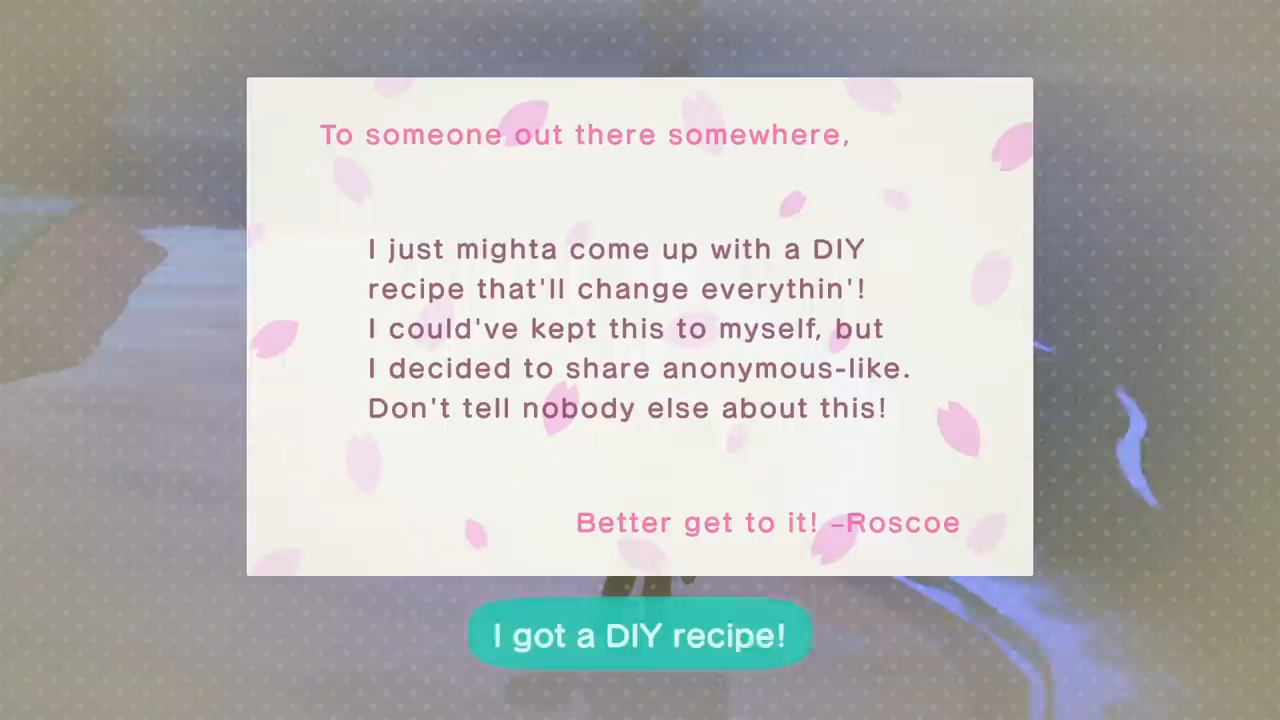 To someone out there somewhere,
I just mighta come up with a DIY
recipe that'll change everythin'!
I could've kept this to myself, but
I decided to share anonymous-like.
Don't tell nobody else about this!
Better get to it! –Roscoe
I got a DIY recipe!